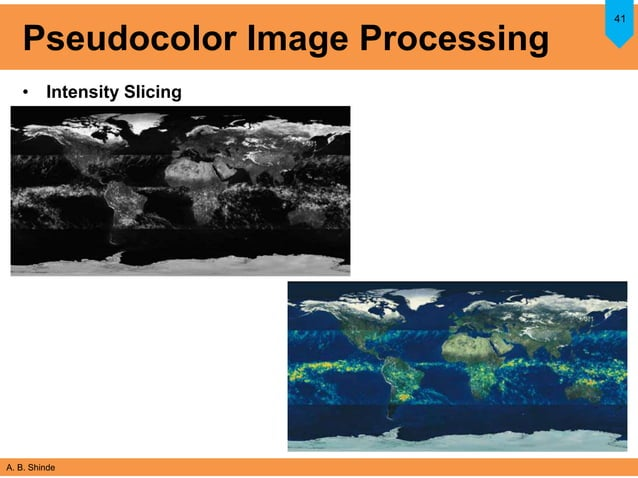 41
Pseudocolor Image Processing
• Intensity Slicing
A. B. Shinde